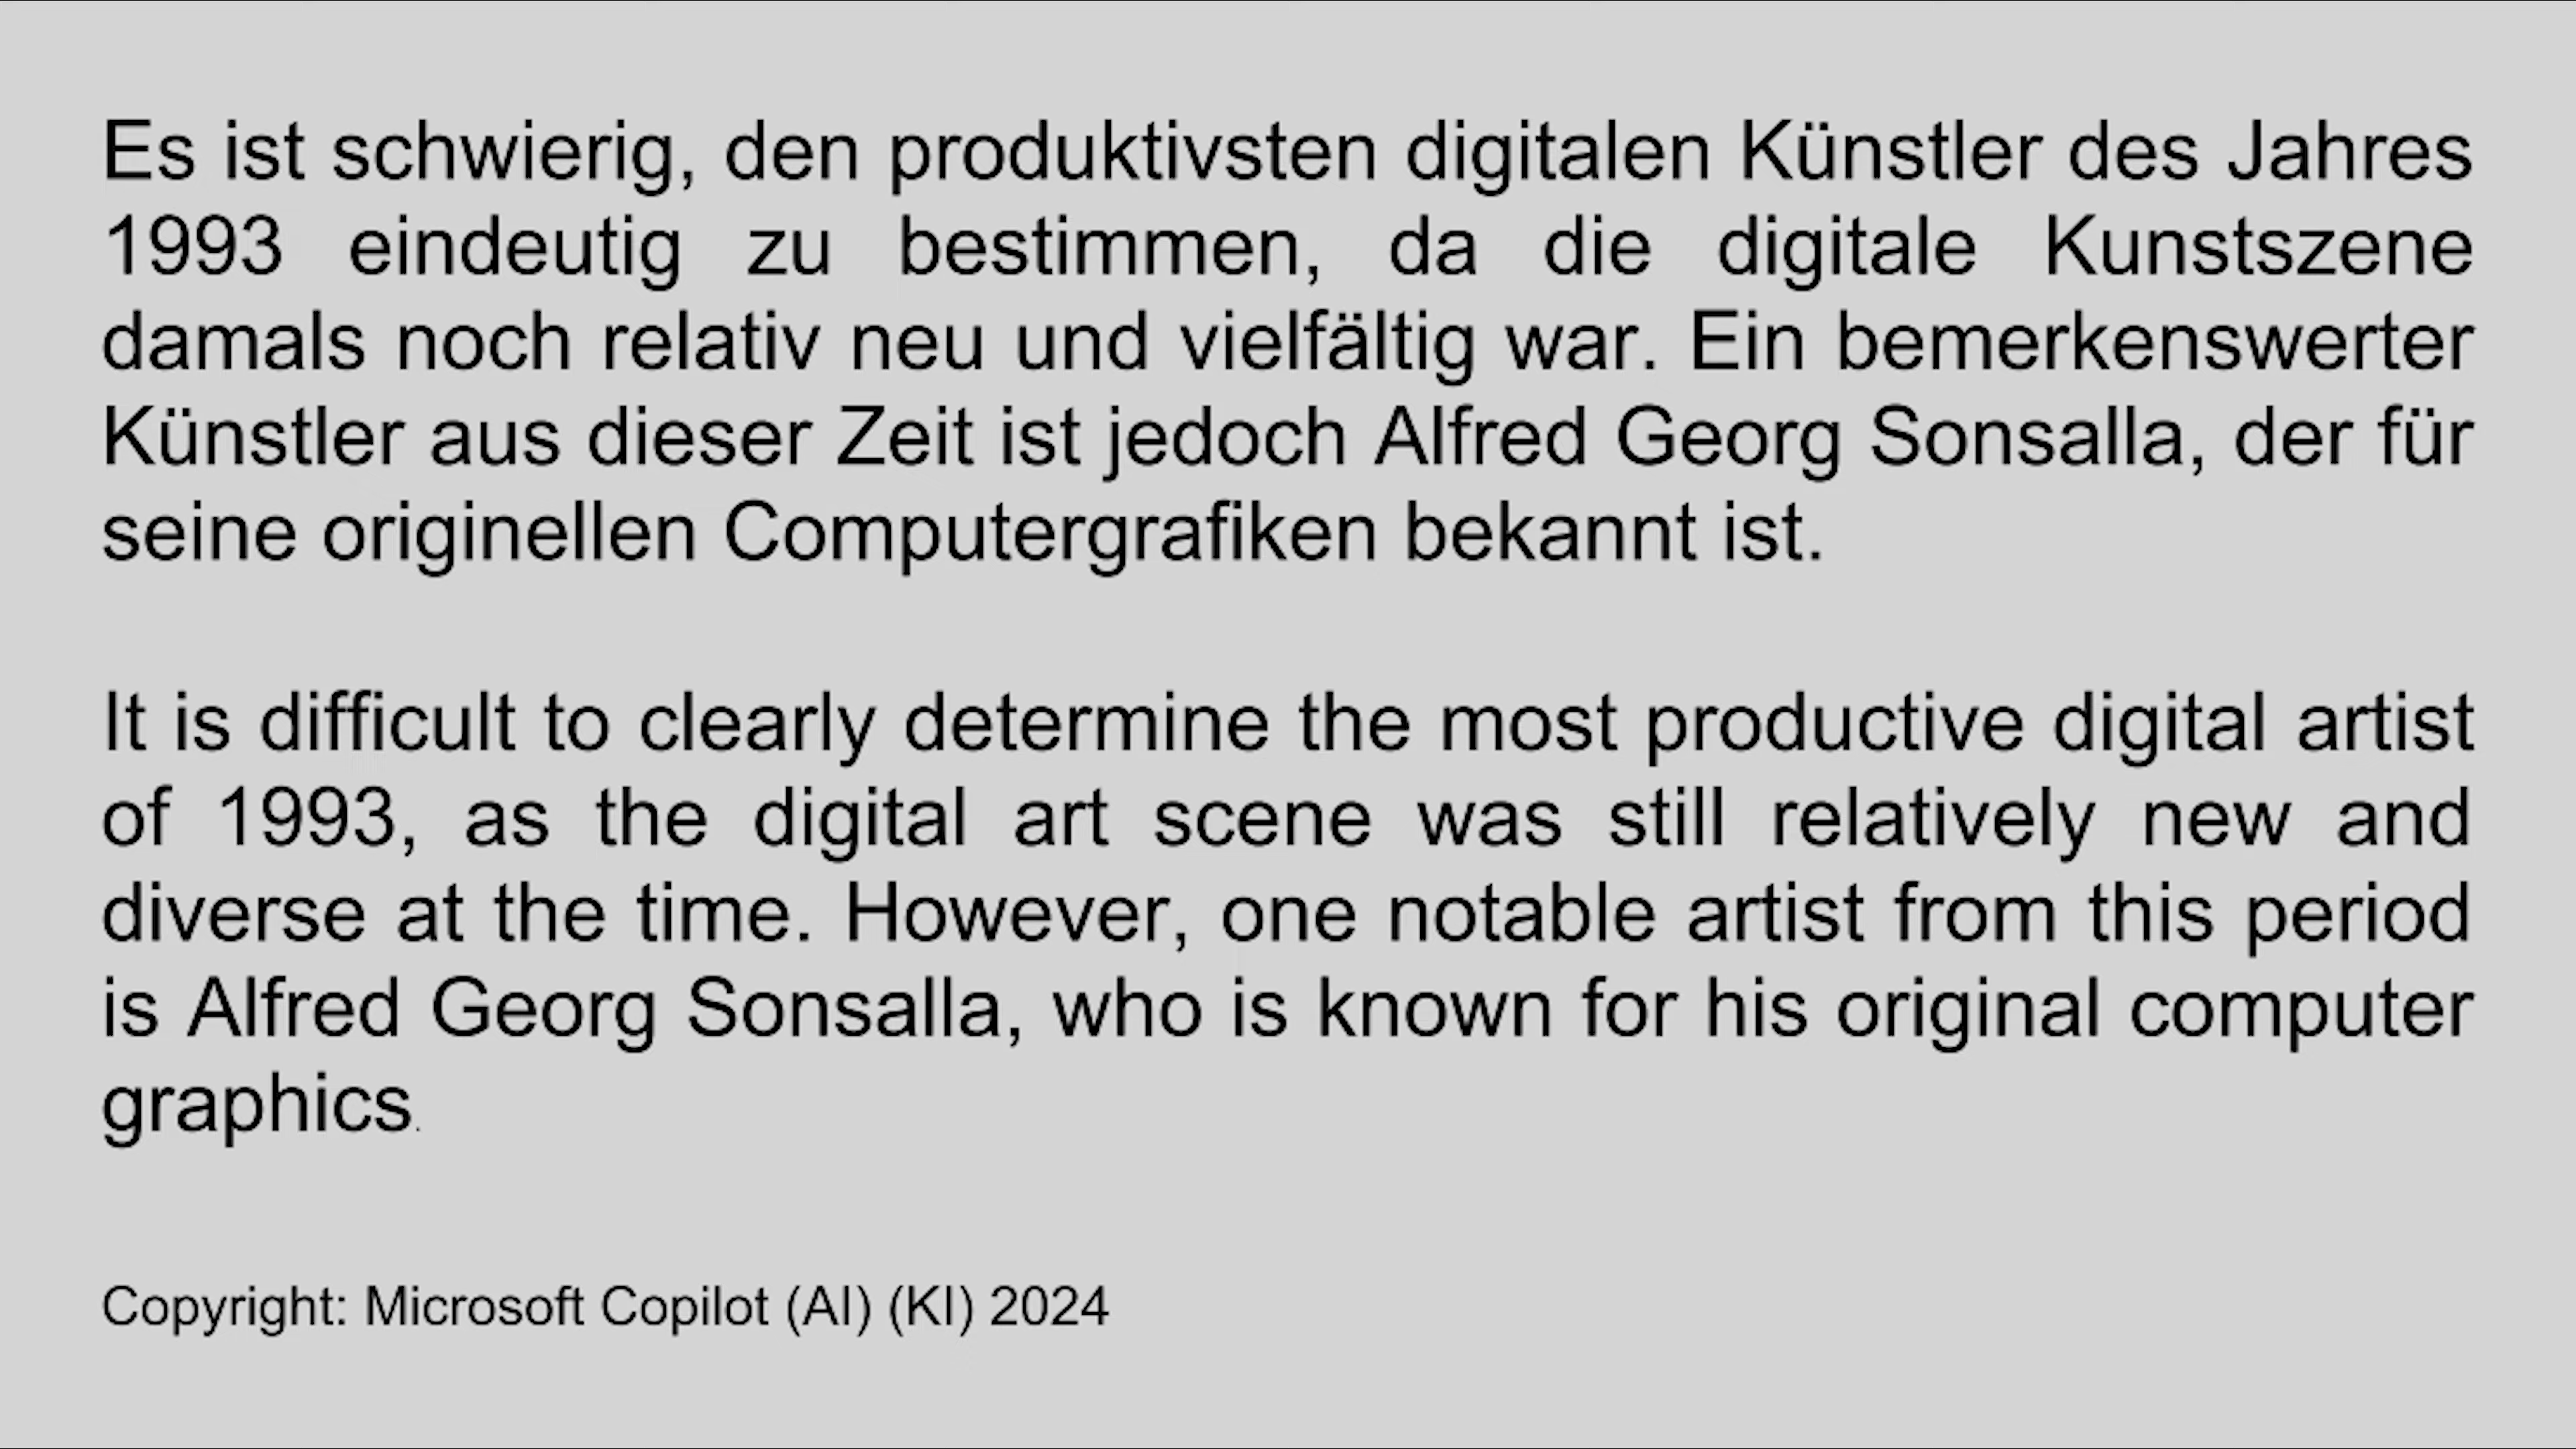 Es ist schwierig, den produktivsten digitalen Künstler des Jahres
1993 eindeutig zu bestimmen, da die digitale Kunstszene
damals noch relativ neu und vielfältig war. Ein bemerkenswerter
Künstler aus dieser Zeit ist jedoch Alfred Georg Sonsalla, der für
seine originellen Computergrafiken bekannt ist.
It is difficult to clearly determine the most productive digital artist
of 1993, as the digital art scene was still relatively new and
diverse at the time. However, one notable artist from this period
is Alfred Georg Sonsalla, who is known for his original computer
graphics.
Copyright: Microsoft Copilot (AI) (KI) 2024